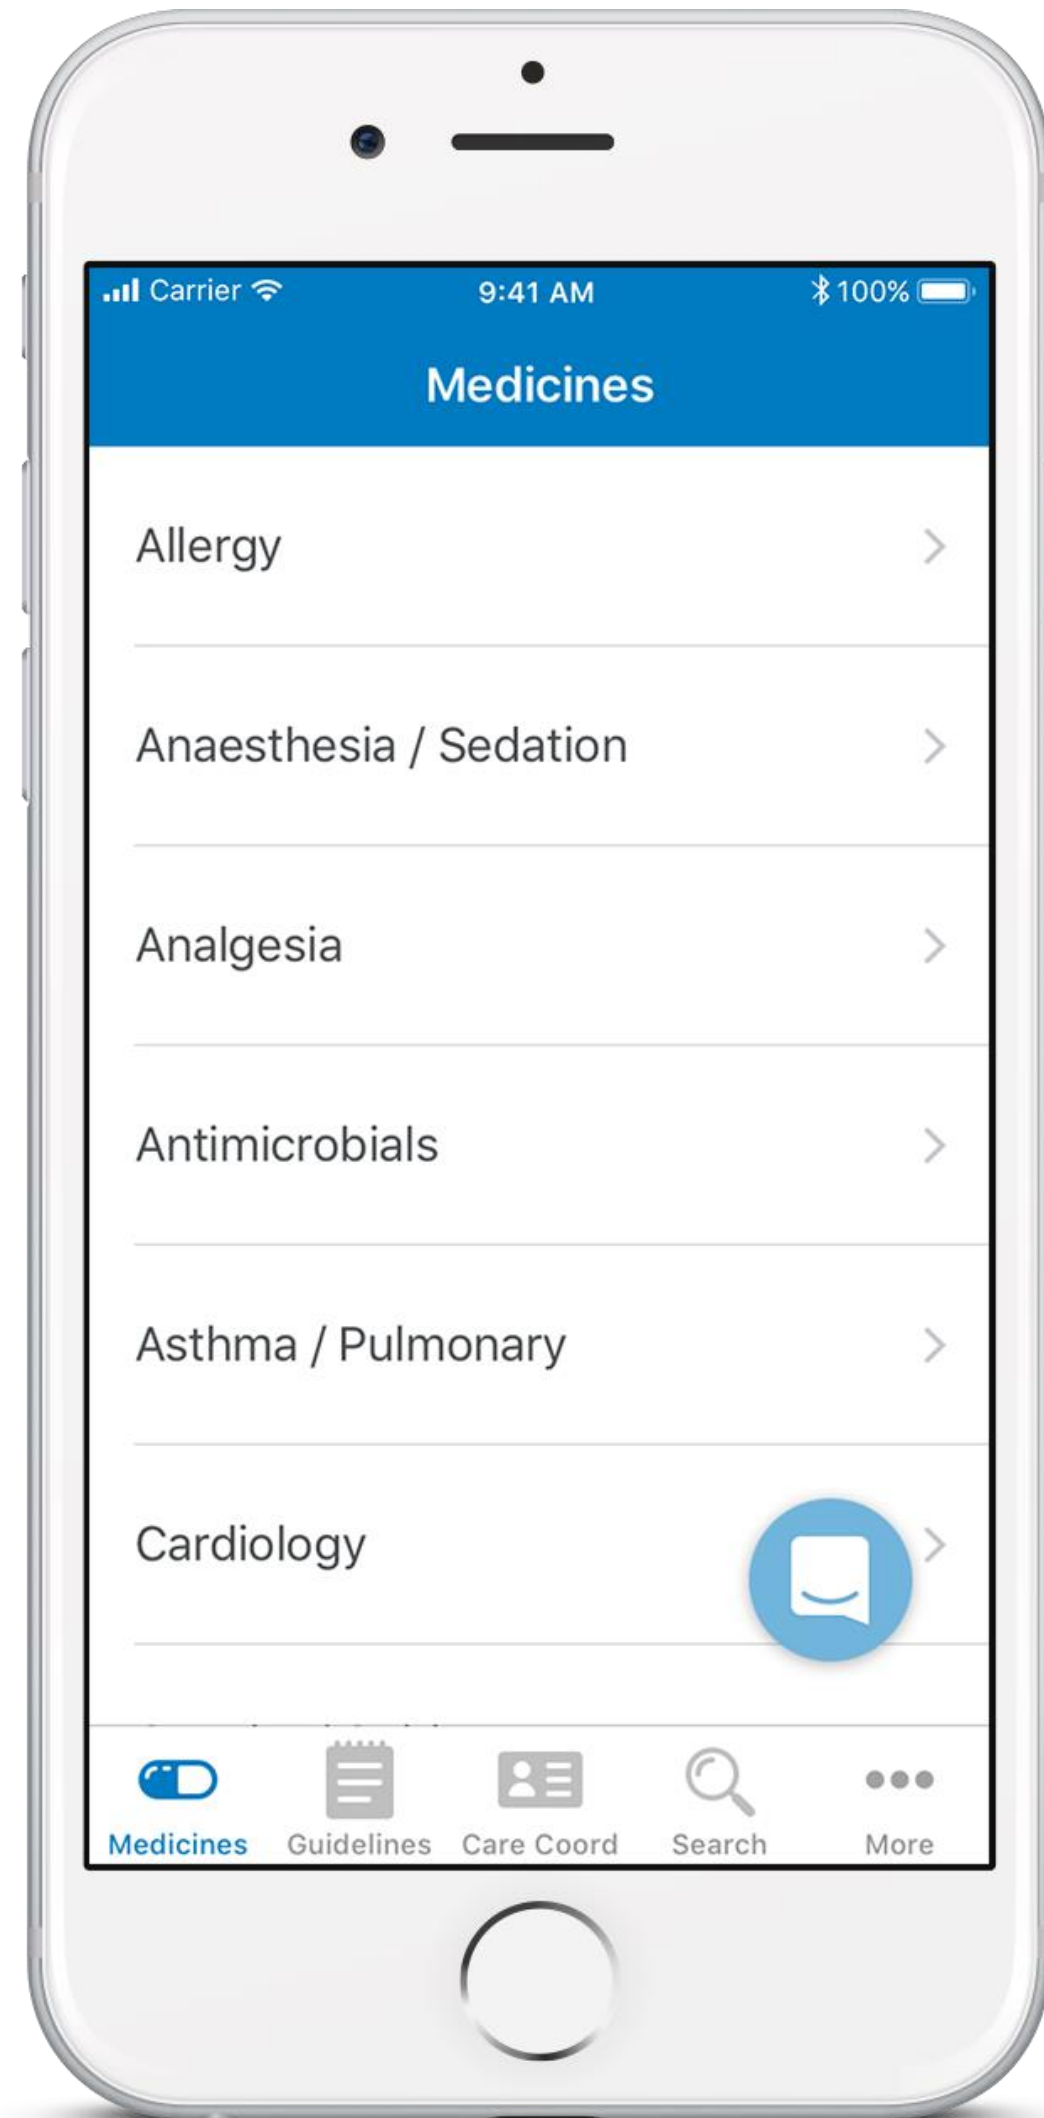 Carrier 9:41 AM 100%
Medicines
Allergy
Anaesthesia / Sedation
Analgesia
Antimicrobials
Asthma / Pulmonary
Cardiology
Medicines Guidelines Care Coord Search More